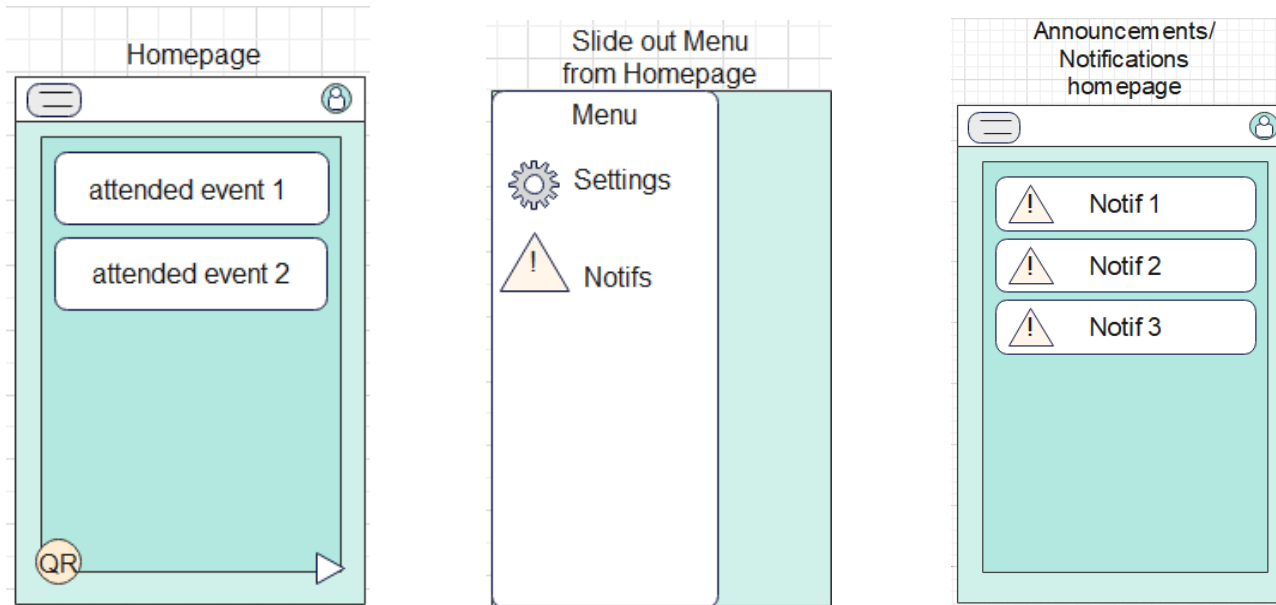 Homepage
attended event 1
attended event 2
QR
Slide out Menu
from Homepage
Menu
Settings
!
Notifs
Announcements/
Notifications
homepage
! Notif 1
! Notif 2
! Notif 3